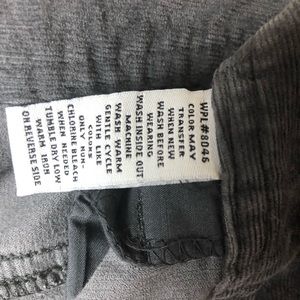 WPL #8046
COLOR MAY
TRANSFER
WHEN NEW
WASH BEFORE
WEARING
WASH INSIDE OUT
MACHINE
WASH WARM
GENTLE CYCLE
WITH LIKE
COLORS
ONLY NON-
CHLORINE BLEACH
WHEN NEEDED
TUMBLE DRY LOW
WARM IRON
ON REVERSE SIDE